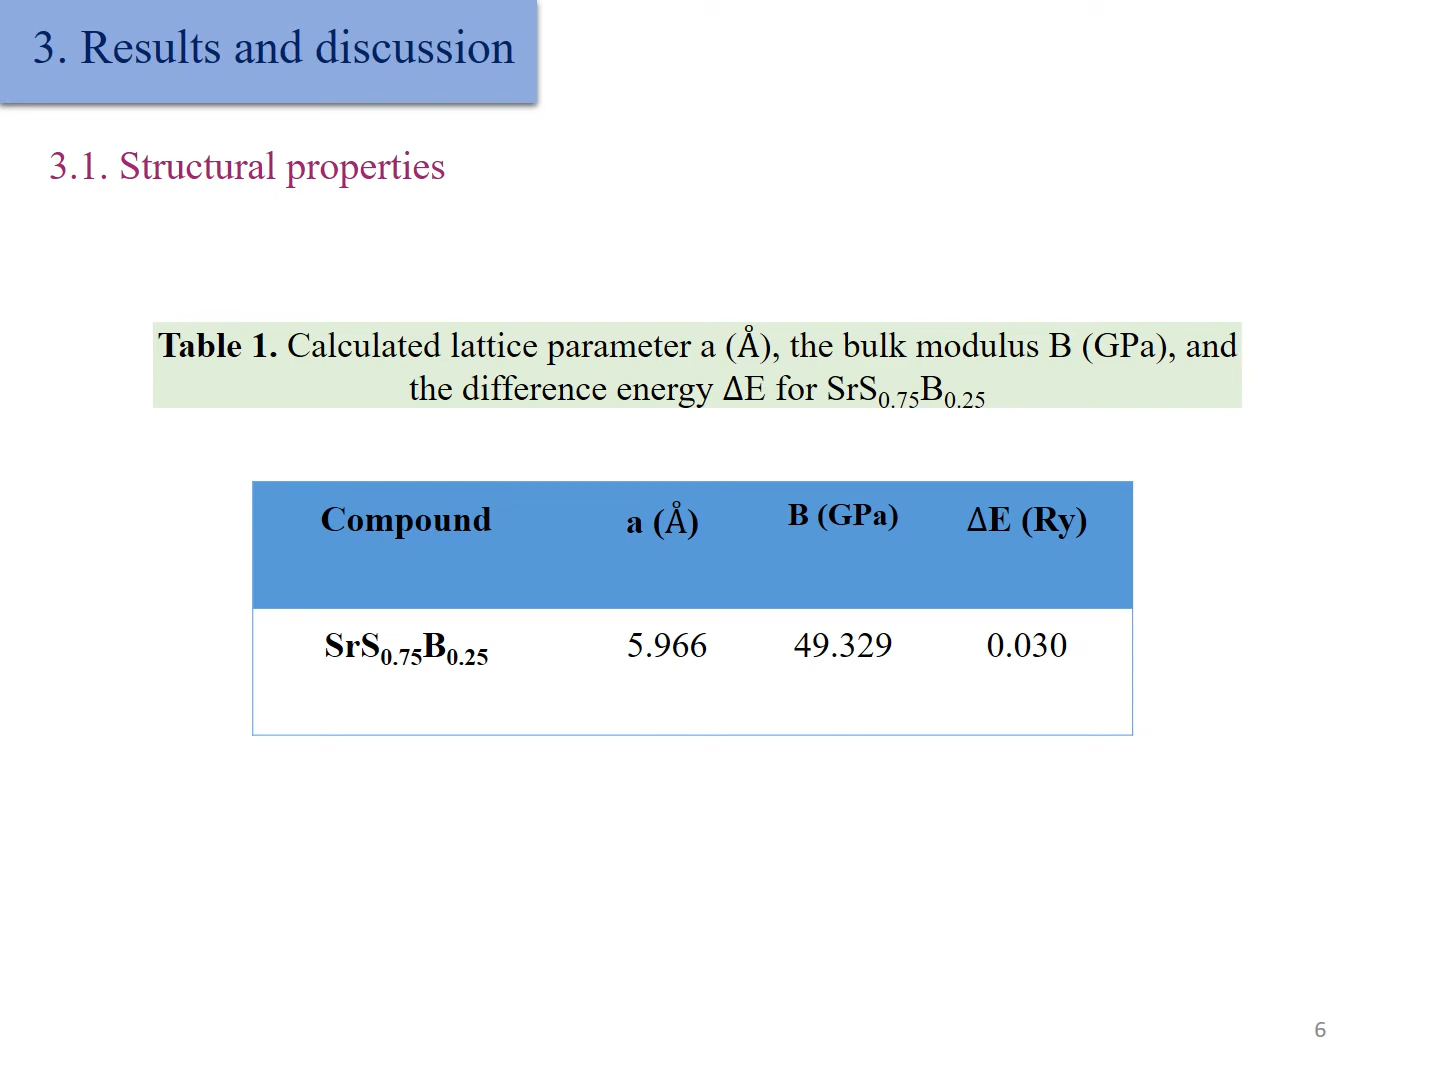 3. Results and discussion
3.1. Structural properties
Table 1. Calculated lattice parameter a (Å), the bulk modulus B (GPa), and
the difference energy ΔE for SrS₀.₇₅B₀.₂₅
Compound a (Å) B (GPa) ΔE (Ry)
SrS₀.₇₅B₀.₂₅ 5.966 49.329 0.030
6